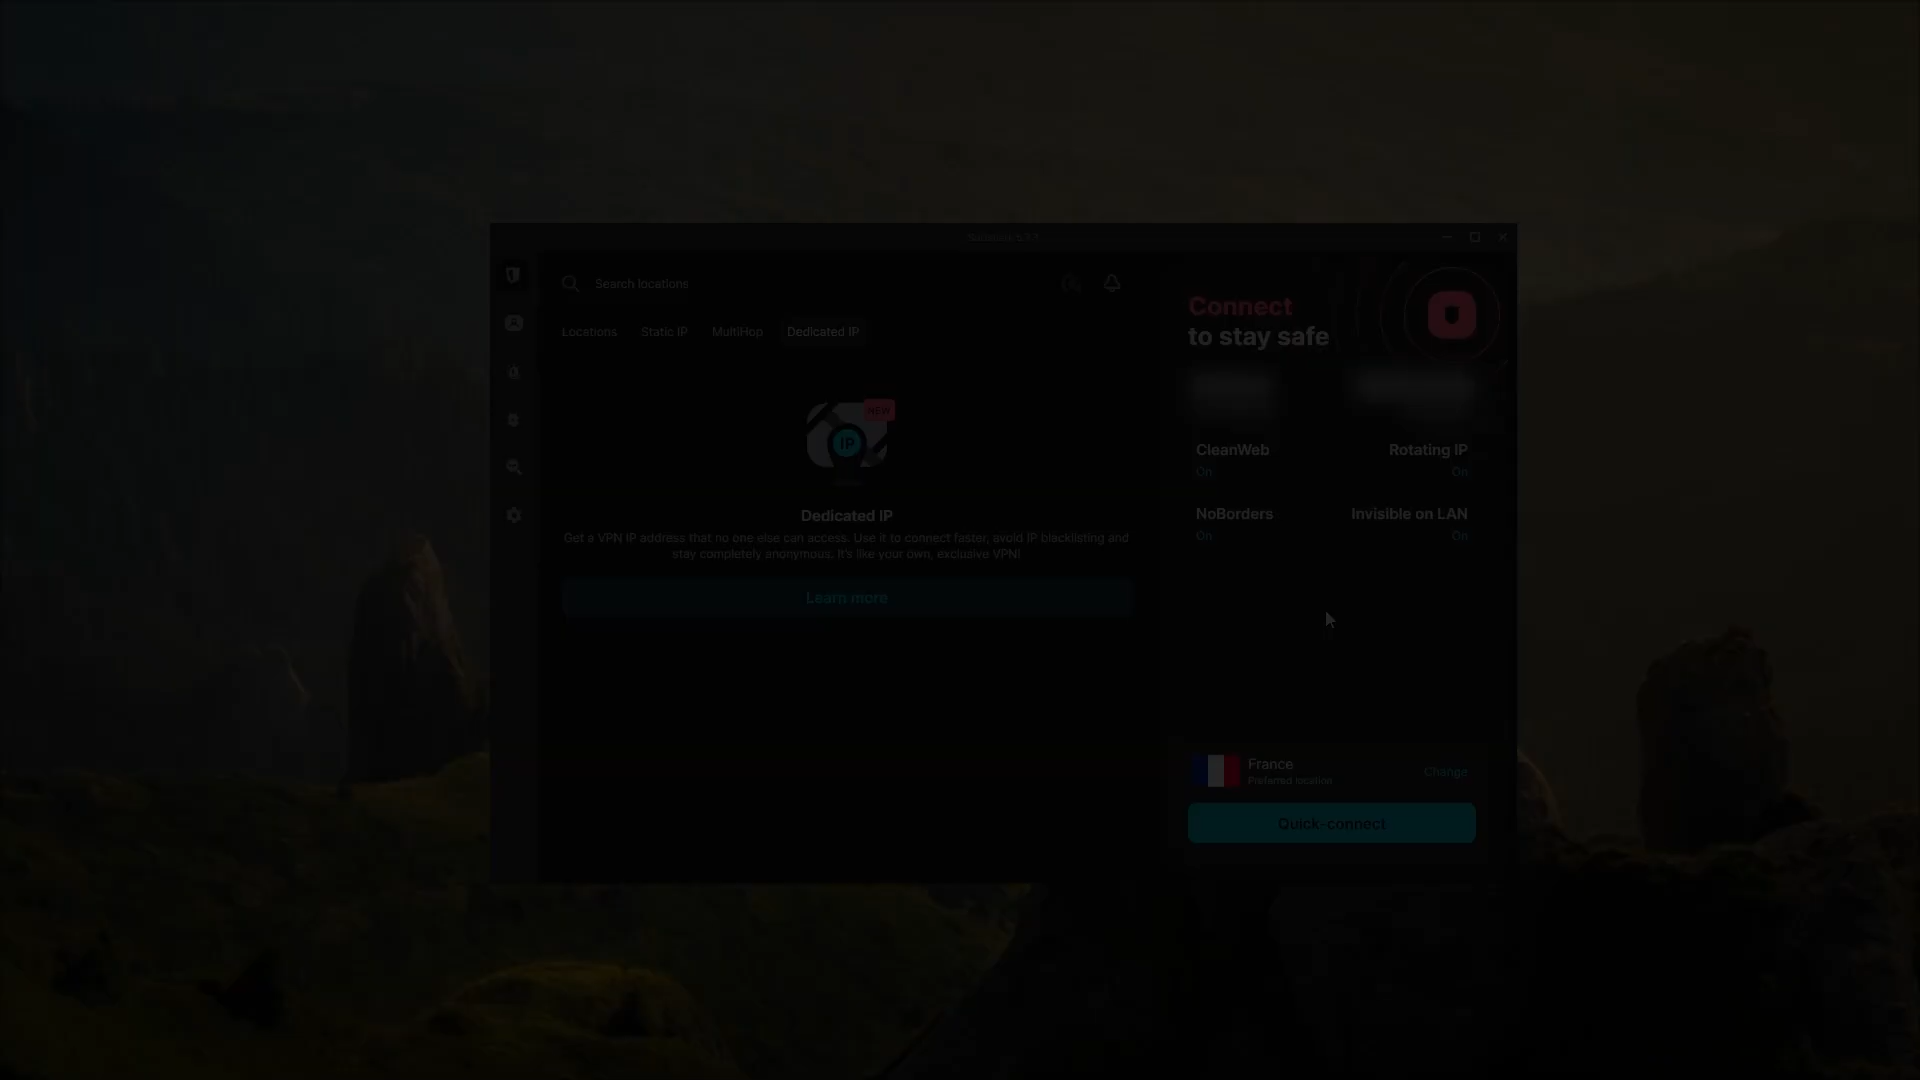 Search locations
Locations
Static IP
MultiHop
Dedicated IP
NEW
IP
Dedicated IP
Get a VPN IP address that no one else can access. Use it to connect faster, avoid IP blacklisting and
stay completely anonymous. It's like your own, exclusive VPN!
Learn more
Connect
to stay safe
CleanWeb
On
Rotating IP
On
NoBorders
On
Invisible on LAN
On
France
Preferred location
Change
Quick-connect